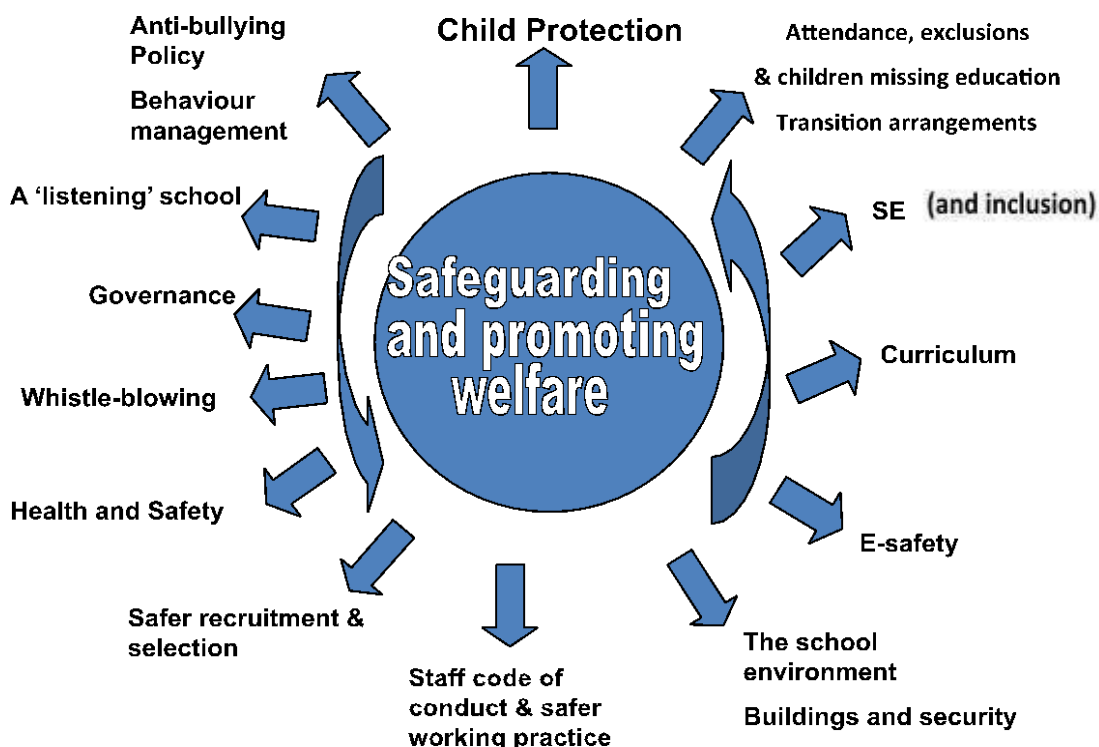 Child Protection
Attendance, exclusions
& children missing education
Transition arrangements
SE (and inclusion)
Curriculum
E-safety
The school
environment
Buildings and security
Staff code of
conduct & safer
working practice
Safer recruitment &
selection
Health and Safety
Whistle-blowing
Governance
A ‘listening’ school
Anti-bullying
Policy
Behaviour
management
Safeguarding
and promoting
welfare